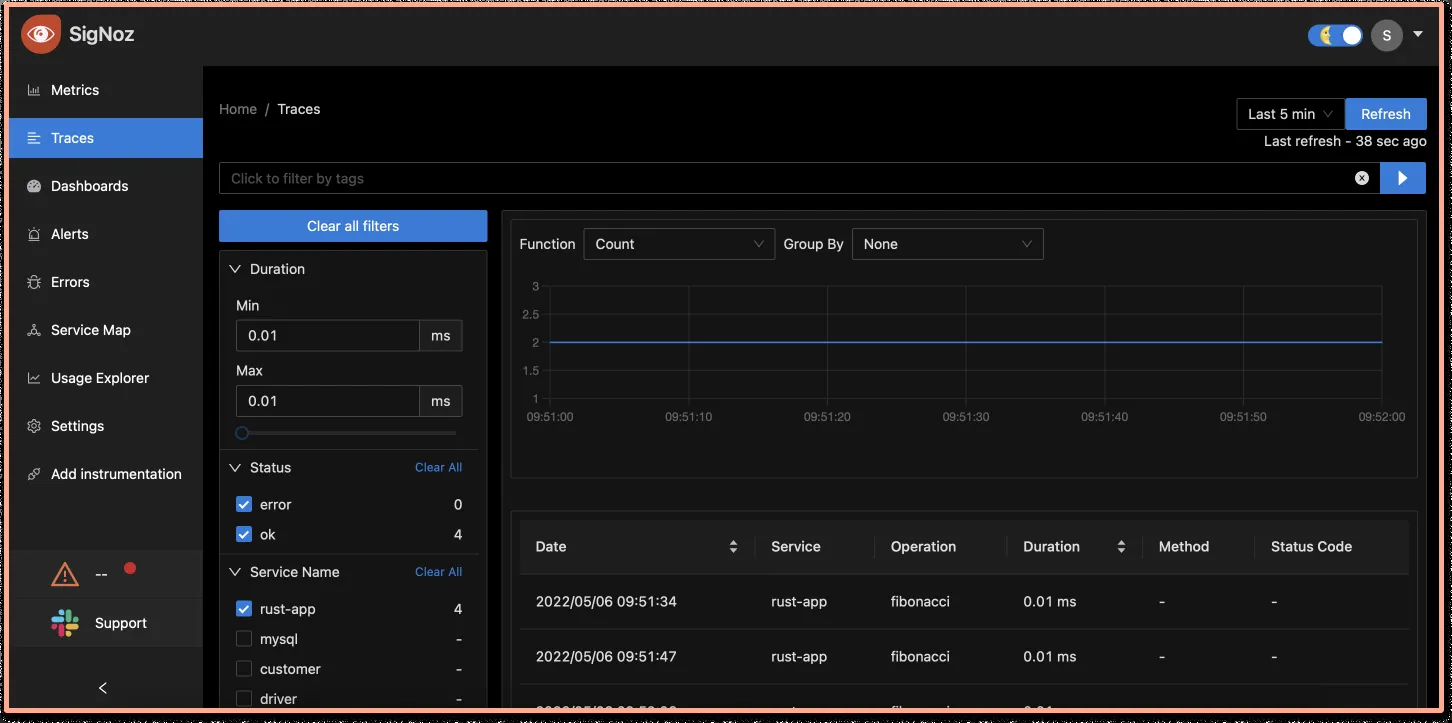 SigNoz
S
Metrics
Traces
Dashboards
Alerts
Errors
Service Map
Usage Explorer
Settings
Add instrumentation
--
Support
Home / Traces
Last 5 min
Refresh
Last refresh - 38 sec ago
Click to filter by tags
Clear all filters
Duration
Min
0.01 ms
Max
0.01 ms
Status Clear All
error 0
ok 4
Service Name Clear All
rust-app 4
mysql -
customer -
driver -
Function Count Group By None
3
2.5
2
1.5
1
09:51:00 09:51:10 09:51:20 09:51:30 09:51:40 09:51:50 09:52:00
Date Service Operation Duration Method Status Code
2022/05/06 09:51:34 rust-app fibonacci 0.01 ms - -
2022/05/06 09:51:47 rust-app fibonacci 0.01 ms - -